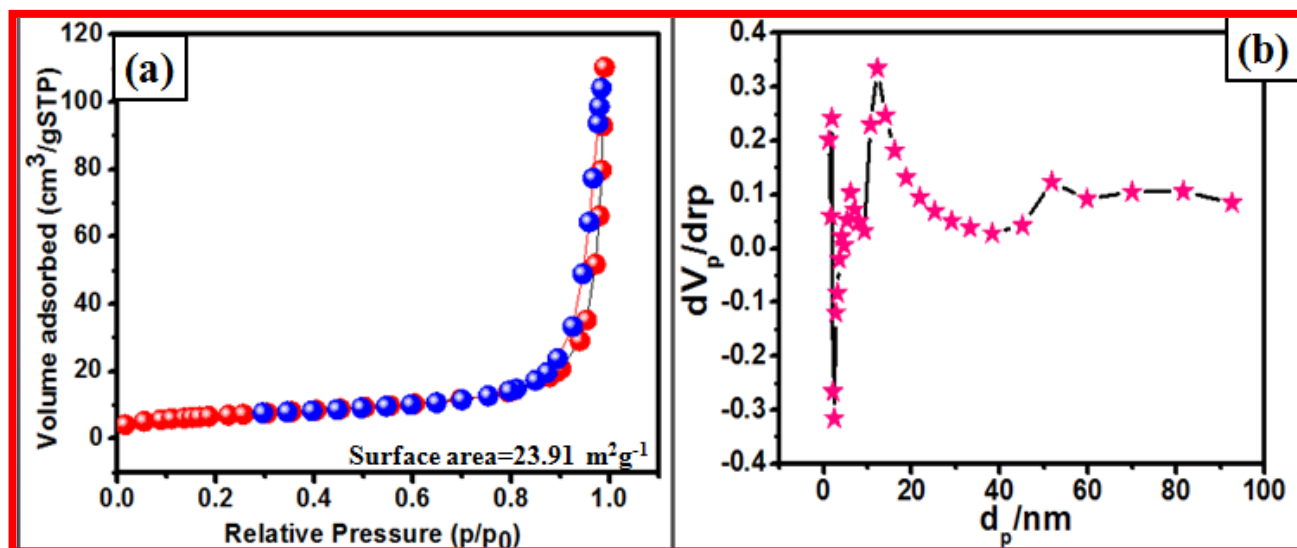 (a)
Volume adsorbed (cm³/gSTP)
120
100
80
60
40
20
0
Surface area=23.91 m²g⁻¹
0.0 0.2 0.4 0.6 0.8 1.0
Relative Pressure (p/p₀)
(b)
dVₚ/drp
0.4
0.3
0.2
0.1
0.0
-0.1
-0.2
-0.3
-0.4
0 20 40 60 80 100
dₚ/nm